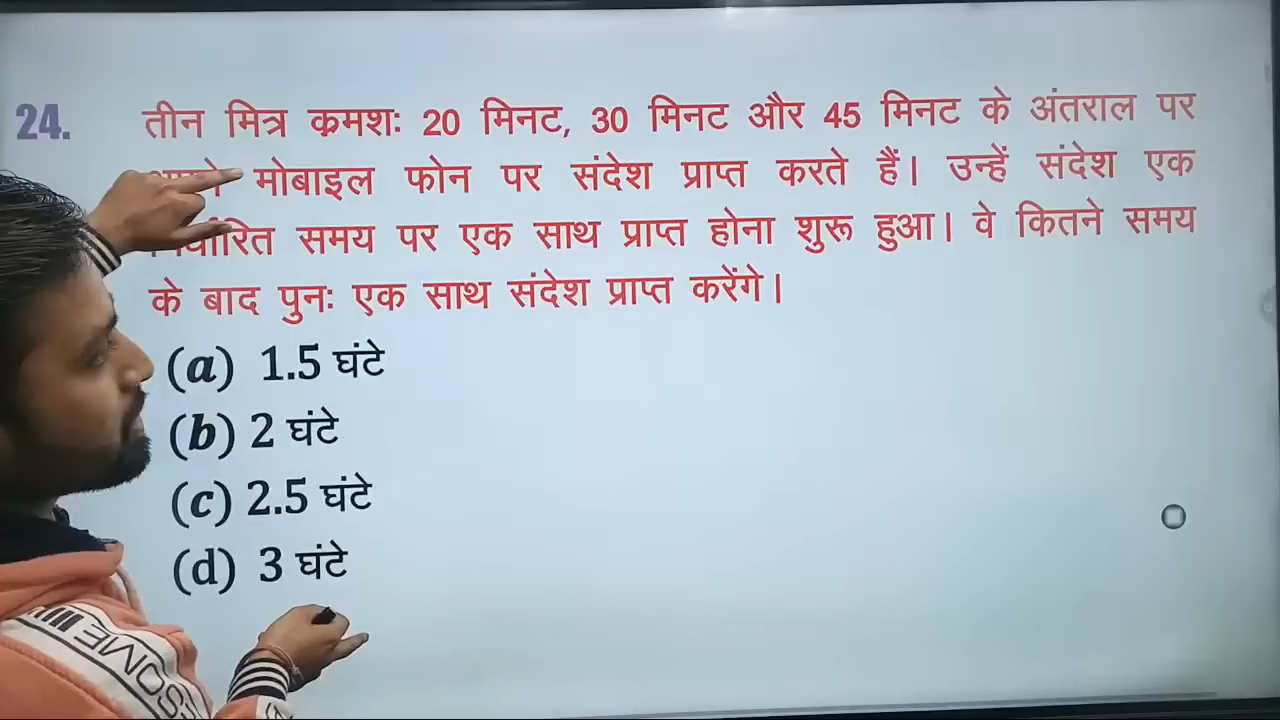 24. तीन मित्र क्रमशः 20 मिनट, 30 मिनट और 45 मिनट के अंतराल पर
मोबाइल फोन पर संदेश प्राप्त करते हैं। उन्हें संदेश एक
समय पर एक साथ प्राप्त होना शुरू हुआ। वे कितने समय
के बाद पुनः एक साथ संदेश प्राप्त करेंगे।
(a) 1.5 घंटे
(b) 2 घंटे
(c) 2.5 घंटे
(d) 3 घंटे